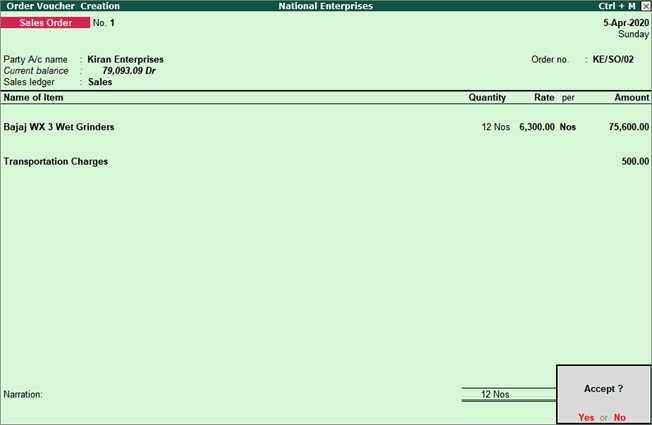 Order Voucher Creation National Enterprises Ctrl + M
Sales Order No. 1 5-Apr-2020
Sunday
Party A/c name : Kiran Enterprises Order no. : KE/SO/02
Current balance : 79,093.09 Dr
Sales ledger : Sales
Name of Item Quantity Rate per Amount
Bajaj WX 3 Wet Grinders 12 Nos 6,300.00 Nos 75,600.00
Transportation Charges 500.00
Accept ?
Narration: 12 Nos
Yes or No